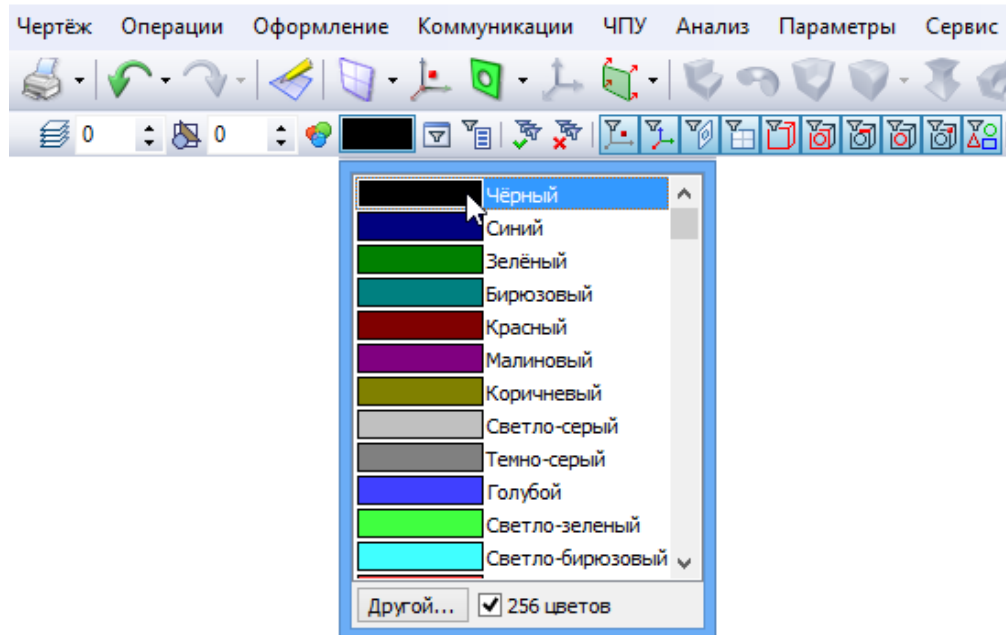 Чертёж Операции Оформление Коммуникации ЧПУ Анализ Параметры Сервис
0 0
Чёрный
Синий
Зелёный
Бирюзовый
Красный
Малиновый
Коричневый
Светло-серый
Темно-серый
Голубой
Светло-зеленый
Светло-бирюзовый
Другой... 256 цветов